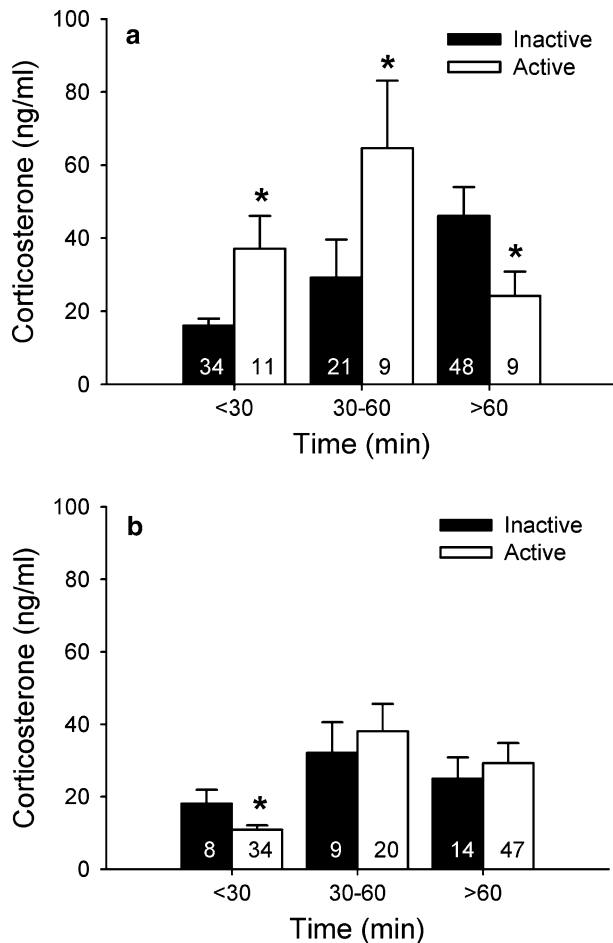 100
a
Inactive
Active
80
60
40
20
0
Corticosterone (ng/ml)
*
*
*
34 11 21 9 48 9
<30 30-60 >60
Time (min)
100
b
Inactive
Active
80
60
40
20
0
Corticosterone (ng/ml)
*
8 34 9 20 14 47
<30 30-60 >60
Time (min)